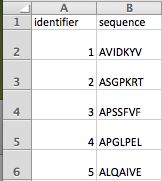 A B
1 identifier sequence
2 1 AVIDKYV
3 2 ASGPKRT
4 3 APSSFVF
5 4 APGLPEL
6 5 ALQAIVE